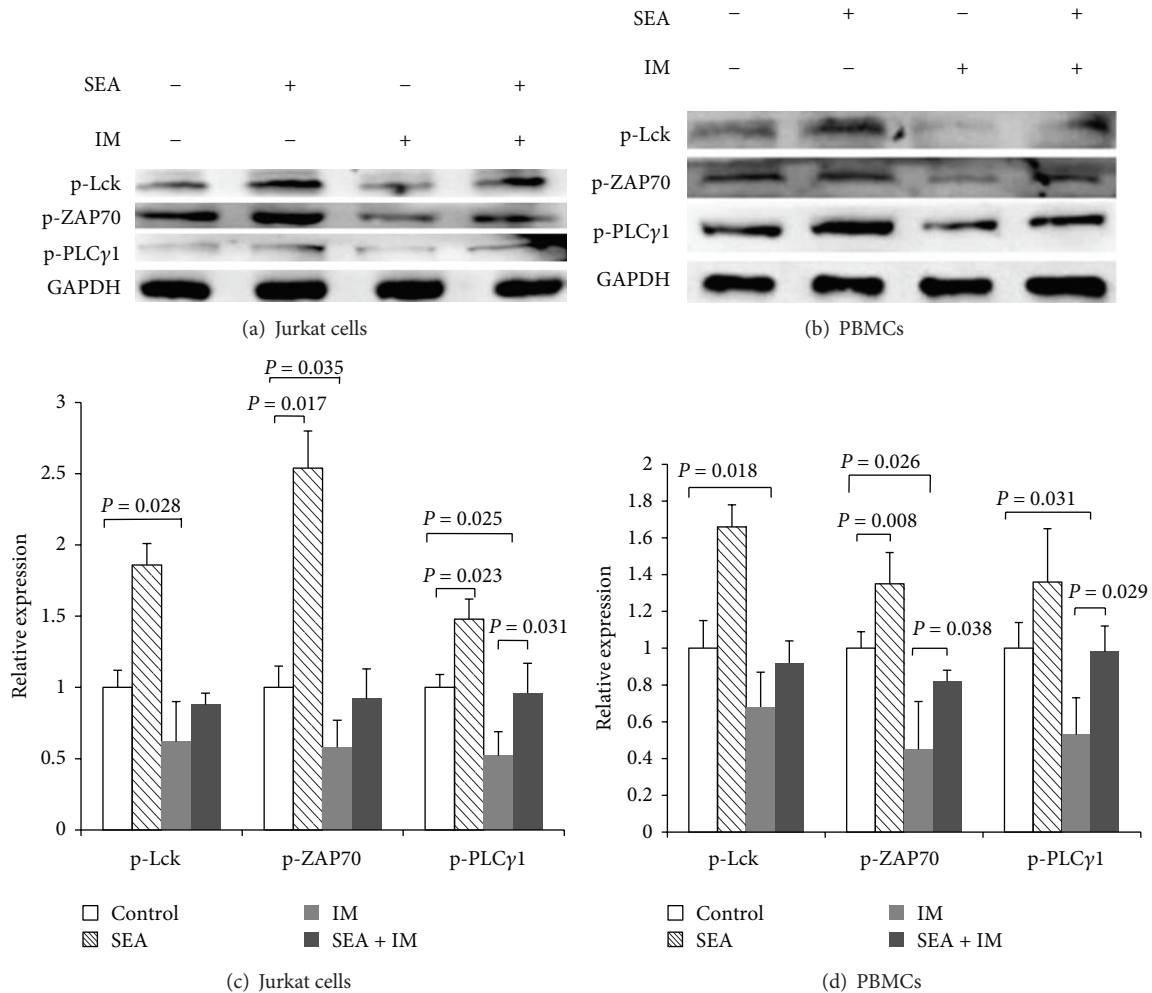 SEA − + − +
IM − − + +
p-Lck
p-ZAP70
p-PLCγ1
GAPDH
(a) Jurkat cells
SEA − + − +
IM − − + +
p-Lck
p-ZAP70
p-PLCγ1
GAPDH
(b) PBMCs
Relative expression
3
2.5
2
1.5
1
0.5
0
P = 0.028
P = 0.035
P = 0.017
P = 0.025
P = 0.023
P = 0.031
p-Lck p-ZAP70 p-PLCγ1
Control IM
SEA SEA + IM
(c) Jurkat cells
Relative expression
2
1.8
1.6
1.4
1.2
1
0.8
0.6
0.4
0.2
0
P = 0.018
P = 0.026
P = 0.008
P = 0.038
P = 0.031
P = 0.029
p-Lck p-ZAP70 p-PLCγ1
Control IM
SEA SEA + IM
(d) PBMCs